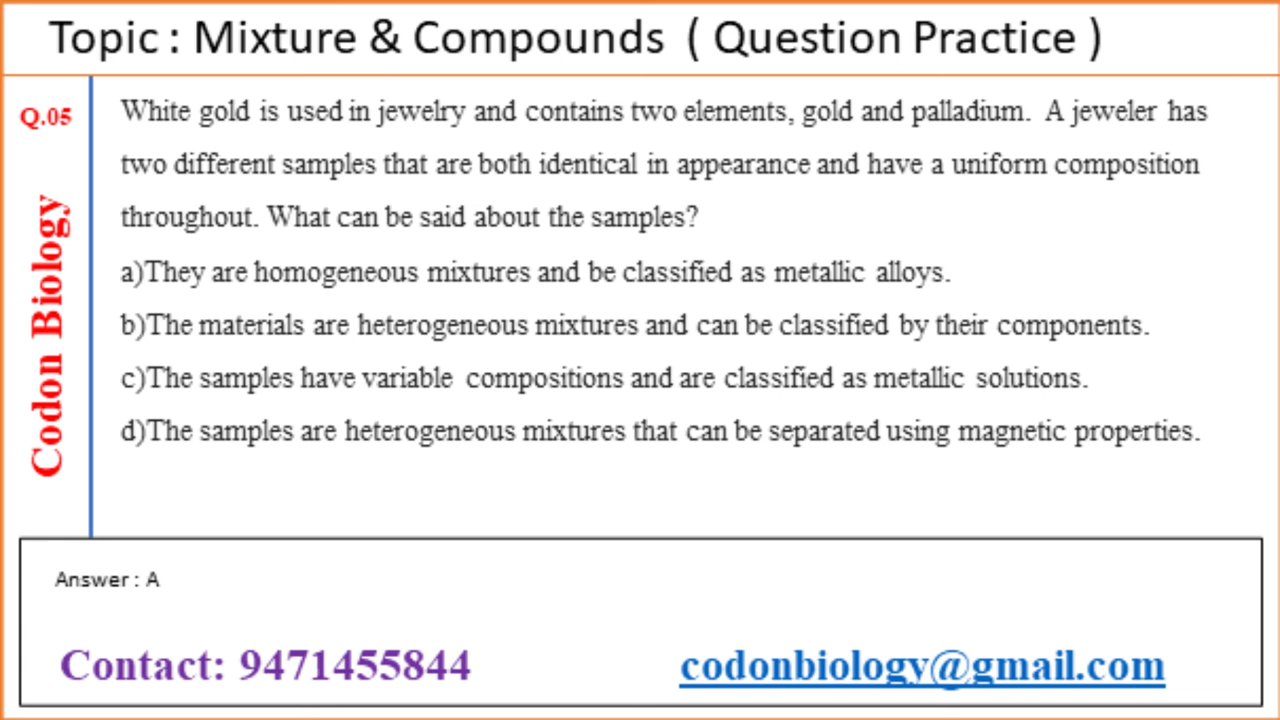 Topic : Mixture & Compounds ( Question Practice )
Q.05
Codon Biology
White gold is used in jewelry and contains two elements, gold and palladium. A jeweler has
two different samples that are both identical in appearance and have a uniform composition
throughout. What can be said about the samples?
a)They are homogeneous mixtures and be classified as metallic alloys.
b)The materials are heterogeneous mixtures and can be classified by their components.
c)The samples have variable compositions and are classified as metallic solutions.
d)The samples are heterogeneous mixtures that can be separated using magnetic properties.
Answer : A
Contact: 9471455844 codonbiology@gmail.com